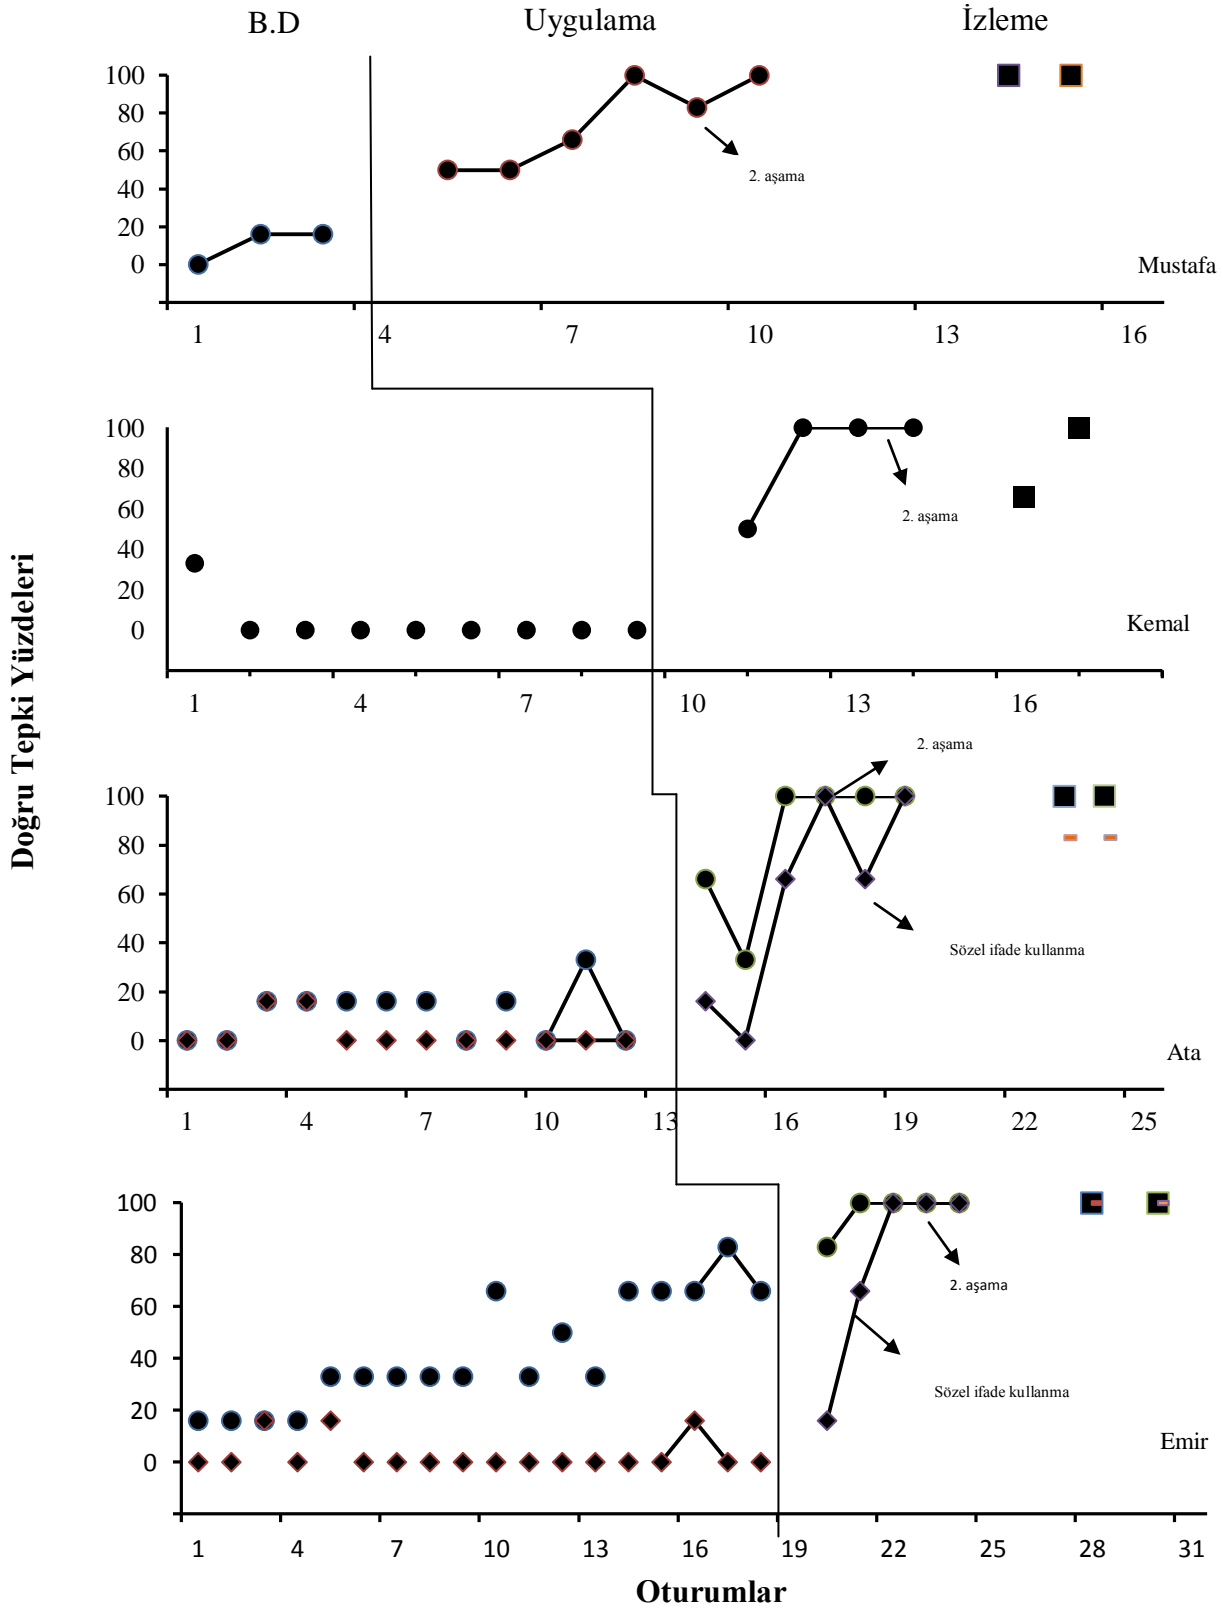 B.D Uygulama İzleme
100
80
60
40
20
0
2. aşama
Mustafa
1 4 7 10 13 16
100
80
60
40
20
0
2. aşama
Kemal
1 4 7 10 13 16
Doğru Tepki Yüzdeleri
2. aşama
100
80
60
40
20
0
Sözel ifade kullanma
Ata
1 4 7 10 13 16 19 22 25
100
80
60
40
20
0
2. aşama
Sözel ifade kullanma
Emir
1 4 7 10 13 16 19 22 25 28 31
Oturumlar